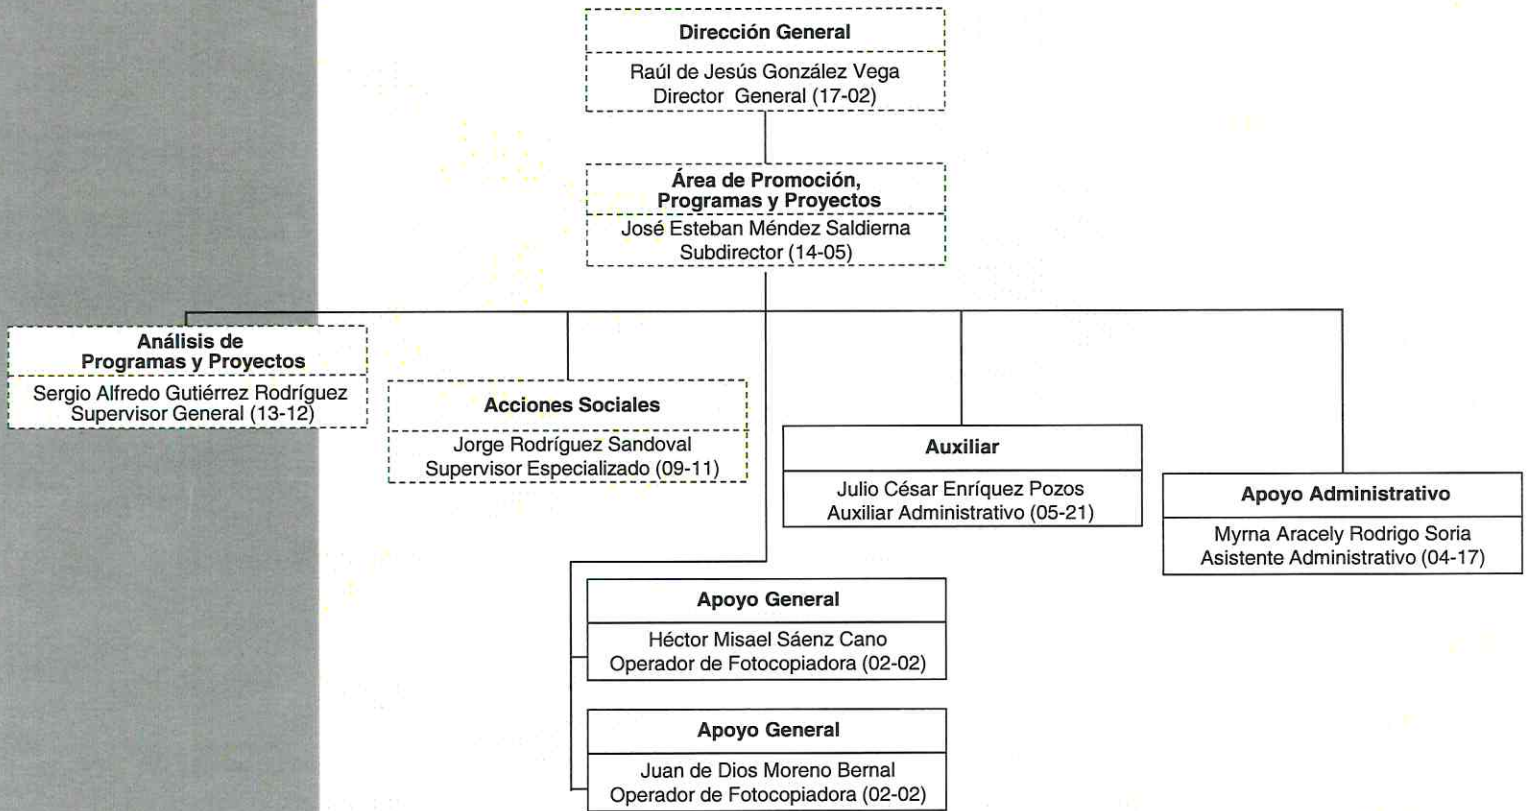 Dirección General
Raúl de Jesús González Vega
Director General (17-02)
Área de Promoción,
Programas y Proyectos
José Esteban Méndez Saldierna
Subdirector (14-05)
Análisis de
Programas y Proyectos
Sergio Alfredo Gutiérrez Rodríguez
Supervisor General (13-12)
Acciones Sociales
Jorge Rodríguez Sandoval
Supervisor Especializado (09-11)
Auxiliar
Julio César Enríquez Pozos
Auxiliar Administrativo (05-21)
Apoyo Administrativo
Myrna Aracely Rodrigo Soria
Asistente Administrativo (04-17)
Apoyo General
Héctor Misael Sáenz Cano
Operador de Fotocopiadora (02-02)
Apoyo General
Juan de Dios Moreno Bernal
Operador de Fotocopiadora (02-02)